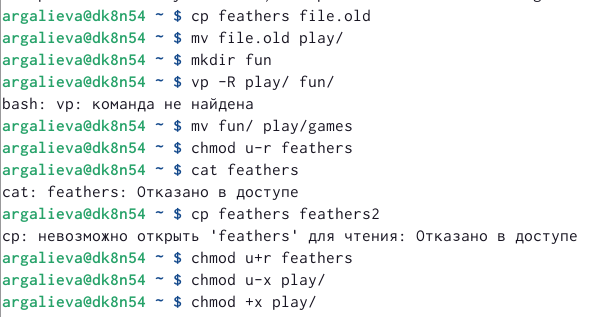 argalieva@dk8n54 ~ $ cp feathers file.old
argalieva@dk8n54 ~ $ mv file.old play/
argalieva@dk8n54 ~ $ mkdir fun
argalieva@dk8n54 ~ $ vp -R play/ fun/
bash: vp: команда не найдена
argalieva@dk8n54 ~ $ mv fun/ play/games
argalieva@dk8n54 ~ $ chmod u-r feathers
argalieva@dk8n54 ~ $ cat feathers
cat: feathers: Отказано в доступе
argalieva@dk8n54 ~ $ cp feathers feathers2
cp: невозможно открыть 'feathers' для чтения: Отказано в доступе
argalieva@dk8n54 ~ $ chmod u+r feathers
argalieva@dk8n54 ~ $ chmod u-x play/
argalieva@dk8n54 ~ $ chmod +x play/